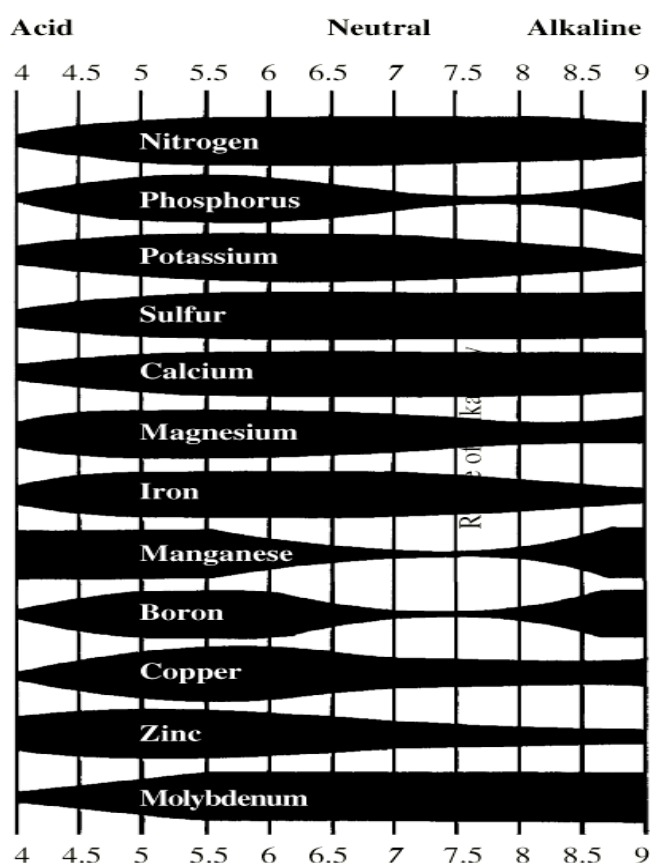 Acid Neutral Alkaline
4 4.5 5 5.5 6 6.5 7 7.5 8 8.5 9
Nitrogen
Phosphorus
Potassium
Sulfur
Calcium
Magnesium
Iron
Manganese
Boron
Copper
Zinc
Molybdenum
4 4.5 5 5.5 6 6.5 7 7.5 8 8.5 9